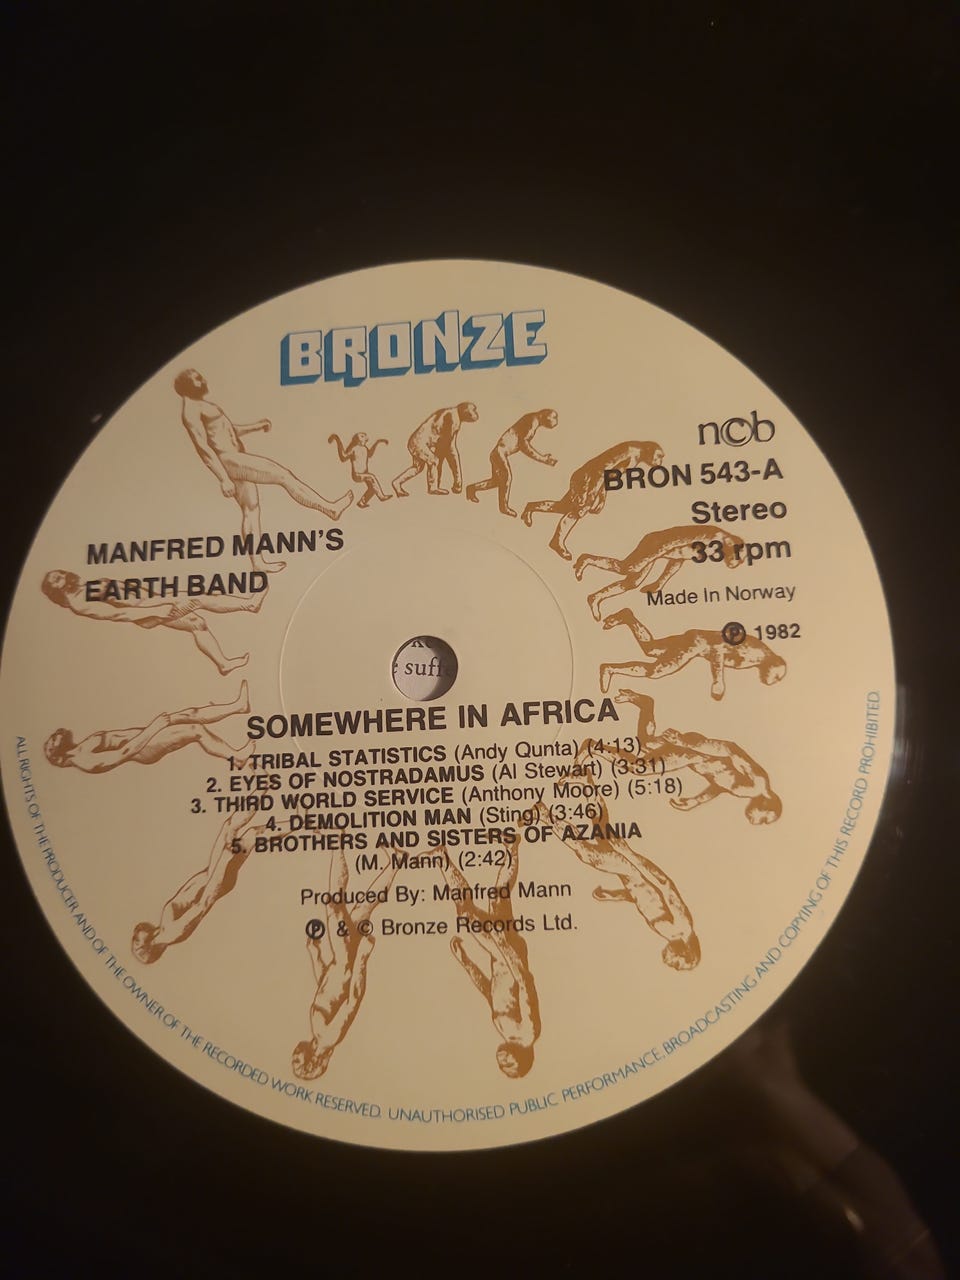 BRONZE
ncb
BRON 543-A
Stereo
33 rpm
Made In Norway
Ⓟ 1982
MANFRED MANN'S
EARTH BAND
suff
SOMEWHERE IN AFRICA
1. TRIBAL STATISTICS (Andy Qunta) (4:13)
2. EYES OF NOSTRADAMUS (Al Stewart) (3:31)
3. THIRD WORLD SERVICE (Anthony Moore) (5:18)
4. DEMOLITION MAN (Sting) (3:46)
5. BROTHERS AND SISTERS OF AZANIA
(M. Mann) (2:42)
Produced By: Manfred Mann
Ⓟ & © Bronze Records Ltd.
ALL RIGHTS OF THE PRODUCER AND OF THE OWNER OF THE RECORDED WORK RESERVED. UNAUTHORISED PUBLIC PERFORMANCE, BROADCASTING AND COPYING OF THIS RECORD PROHIBITED.